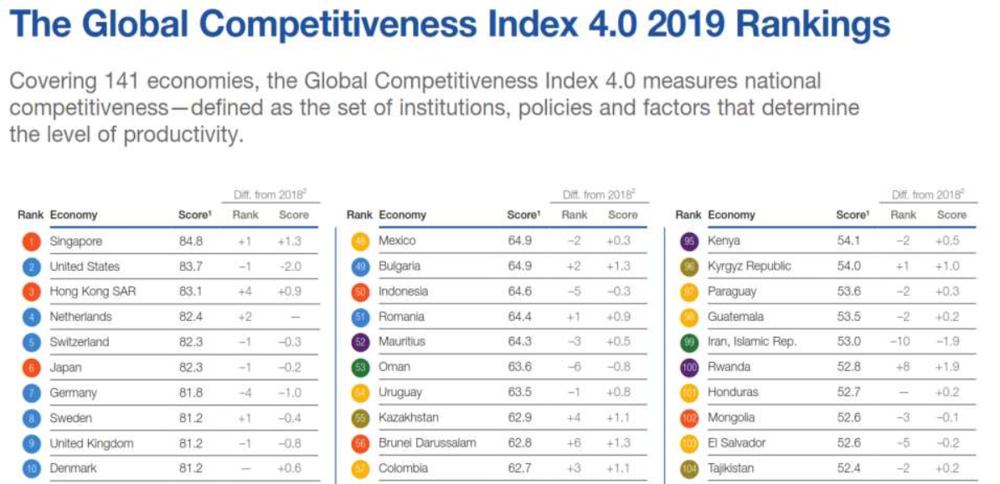 The Global Competitiveness Index 4.0 2019 Rankings
Covering 141 economies, the Global Competitiveness Index 4.0 measures national
competitiveness—defined as the set of institutions, policies and factors that determine
the level of productivity.
Diff. from 2018²
Rank Economy Score¹ Rank Score
1 Singapore 84.8 +1 +1.3
2 United States 83.7 −1 -2.0
3 Hong Kong SAR 83.1 +4 +0.9
4 Netherlands 82.4 +2 —
5 Switzerland 82.3 −1 −0.3
6 Japan 82.3 −1 −0.2
7 Germany 81.8 −4 −1.0
8 Sweden 81.2 +1 −0.4
9 United Kingdom 81.2 −1 −0.8
10 Denmark 81.2 — +0.6
Diff. from 2018²
Rank Economy Score¹ Rank Score
48 Mexico 64.9 −2 +0.3
49 Bulgaria 64.9 +2 +1.3
50 Indonesia 64.6 −5 −0.3
51 Romania 64.4 +1 +0.9
52 Mauritius 64.3 −3 +0.5
53 Oman 63.6 −6 −0.8
54 Uruguay 63.5 −1 +0.8
55 Kazakhstan 62.9 +4 +1.1
56 Brunei Darussalam 62.8 +6 +1.3
57 Colombia 62.7 +3 +1.1
Diff. from 2018²
Rank Economy Score¹ Rank Score
95 Kenya 54.1 −2 +0.5
96 Kyrgyz Republic 54.0 +1 +1.0
97 Paraguay 53.6 −2 +0.3
98 Guatemala 53.5 −2 +0.2
99 Iran, Islamic Rep. 53.0 −10 −1.9
100 Rwanda 52.8 +8 +1.9
101 Honduras 52.7 — +0.2
102 Mongolia 52.6 −3 −0.1
103 El Salvador 52.6 −5 −0.2
104 Tajikistan 52.4 −2 +0.2